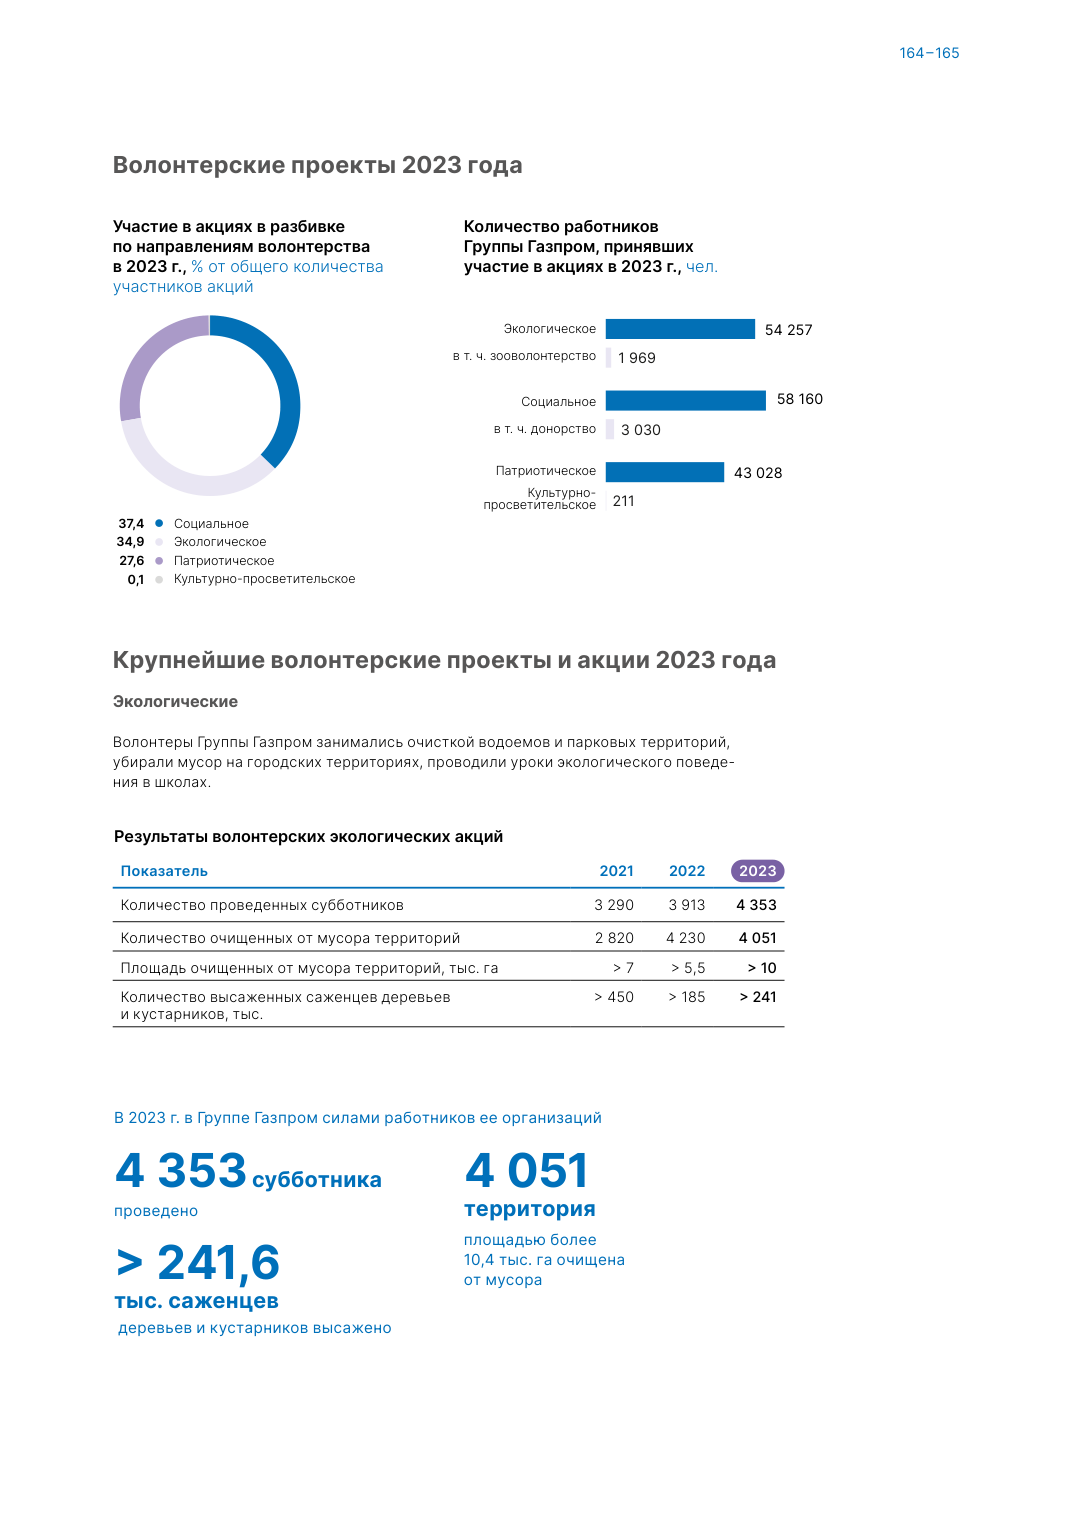 164–165
Волонтерские проекты 2023 года
Участие в акциях в разбивке
по направлениям волонтерства
в 2023 г., % от общего количества
участников акций
37,4 Социальное
34,9 Экологическое
27,6 Патриотическое
0,1 Культурно-просветительское
Количество работников
Группы Газпром, принявших
участие в акциях в 2023 г., чел.
Экологическое 54 257
в т. ч. зооволонтерство 1 969
Социальное 58 160
в т. ч. донорство 3 030
Патриотическое 43 028
Культурно-
просветительское 211
Крупнейшие волонтерские проекты и акции 2023 года
Экологические
Волонтеры Группы Газпром занимались очисткой водоемов и парковых территорий,
убирали мусор на городских территориях, проводили уроки экологического поведе-
ния в школах.
Результаты волонтерских экологических акций
Показатель 2021 2022 2023
Количество проведенных субботников 3 290 3 913 4 353
Количество очищенных от мусора территорий 2 820 4 230 4 051
Площадь очищенных от мусора территорий, тыс. га > 7 > 5,5 > 10
Количество высаженных саженцев деревьев > 450 > 185 > 241
и кустарников, тыс.
В 2023 г. в Группе Газпром силами работников ее организаций
4 353 субботника
проведено
> 241,6
тыс. саженцев
деревьев и кустарников высажено
4 051
территория
площадью более
10,4 тыс. га очищена
от мусора